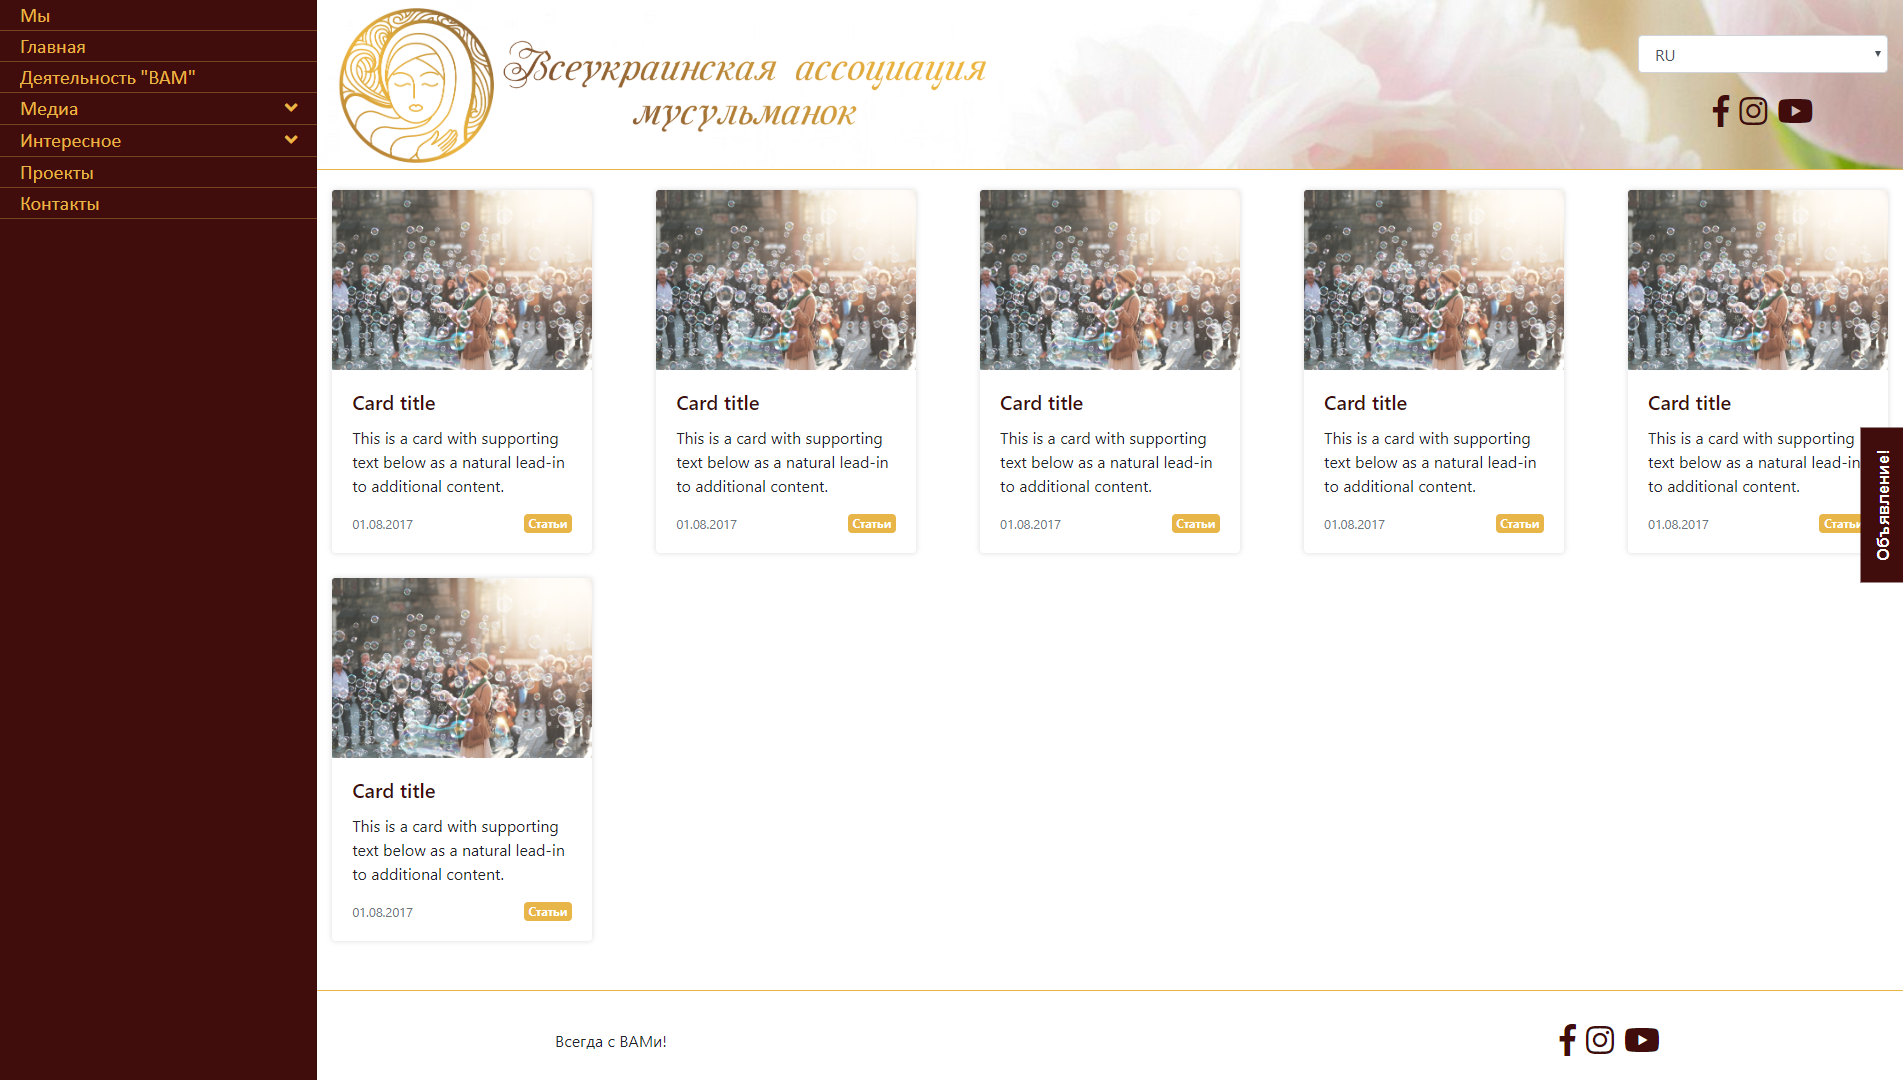 Мы
Главная
Деятельность "ВАМ"
Медиа
Интересное
Проекты
Контакты
Всеукраинская ассоциация
мусульманок
RU
Card title
This is a card with supporting
text below as a natural lead-in
to additional content.
01.08.2017 Статьи
Card title
This is a card with supporting
text below as a natural lead-in
to additional content.
01.08.2017 Статьи
Card title
This is a card with supporting
text below as a natural lead-in
to additional content.
01.08.2017 Статьи
Card title
This is a card with supporting
text below as a natural lead-in
to additional content.
01.08.2017 Статьи
Card title
This is a card with supporting
text below as a natural lead-in
to additional content.
01.08.2017 Статьи
Объявление!
Card title
This is a card with supporting
text below as a natural lead-in
to additional content.
01.08.2017 Статьи
Всегда с ВАМи!